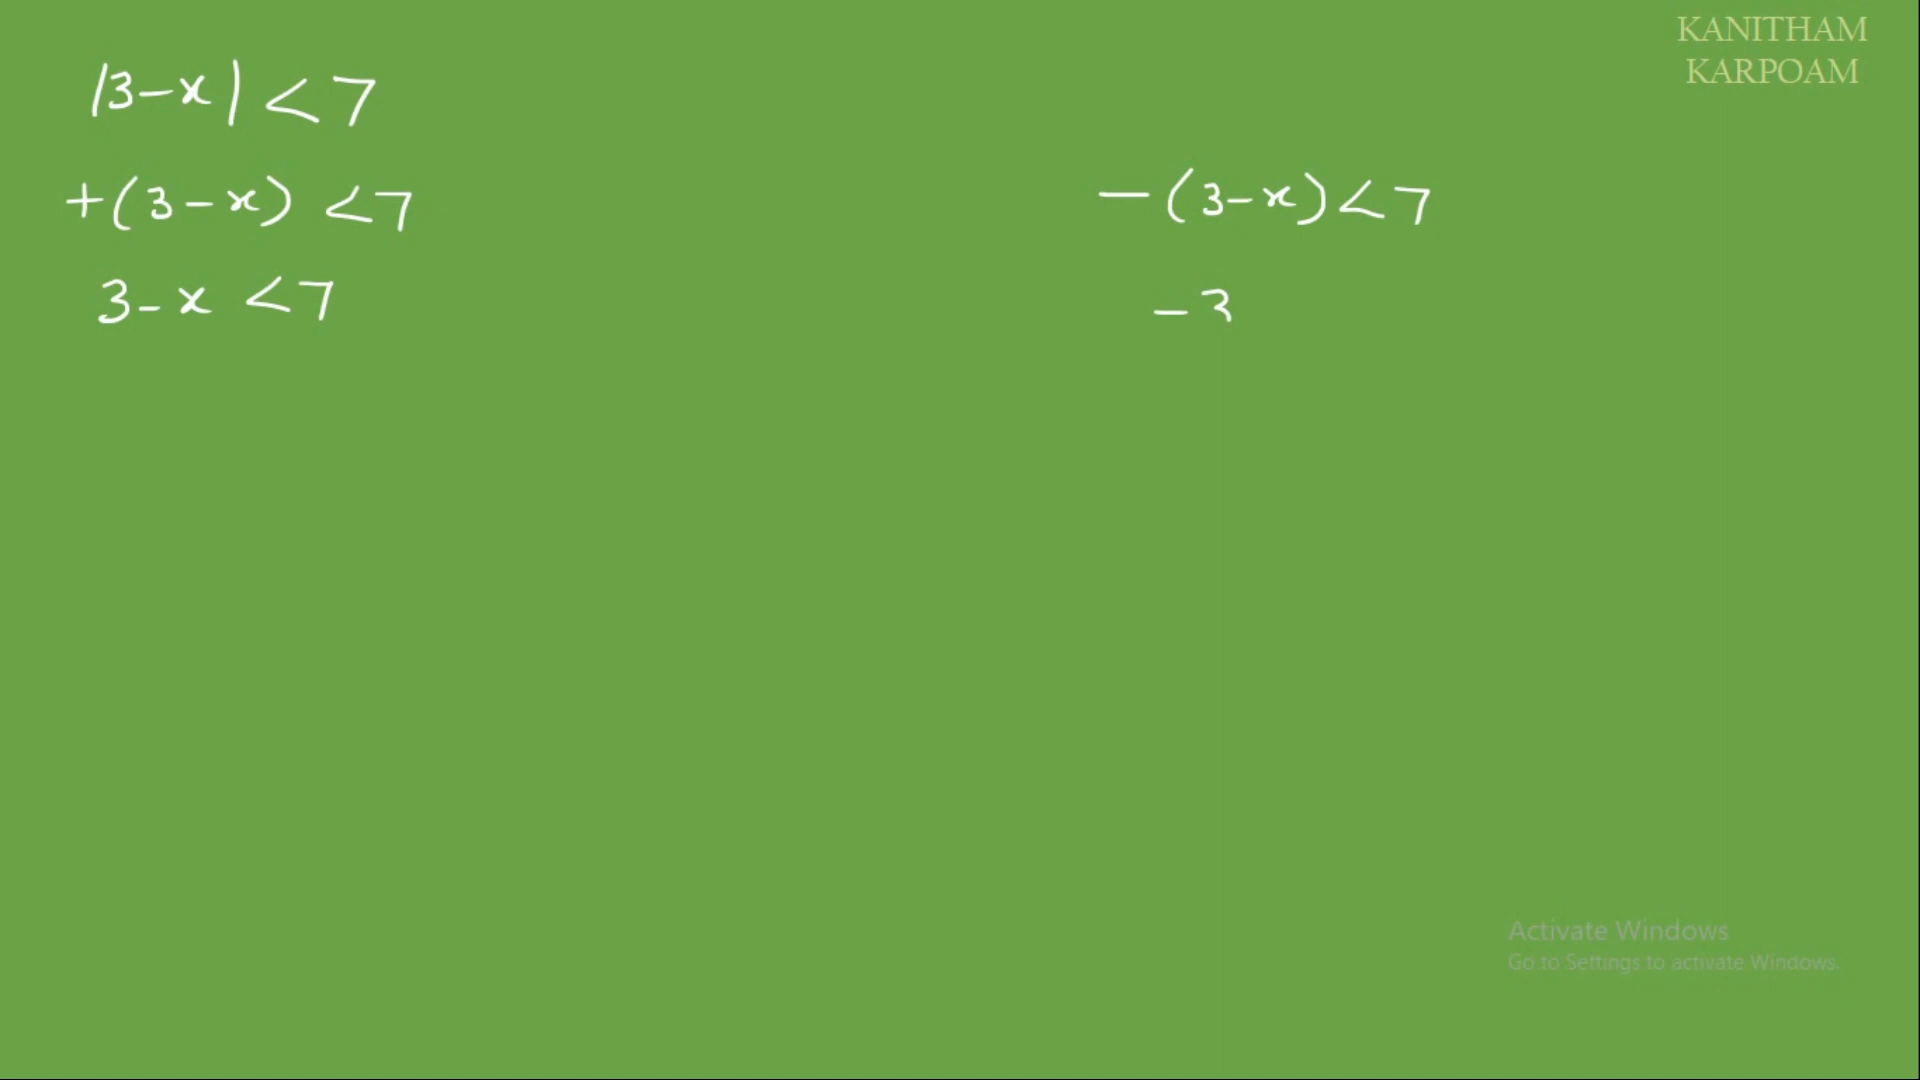 KANITHAM
KARPOAM
|3-x| < 7
+(3-x) < 7
-(3-x) < 7
3-x < 7
-3
Activate Windows
Go to Settings to activate Windows.